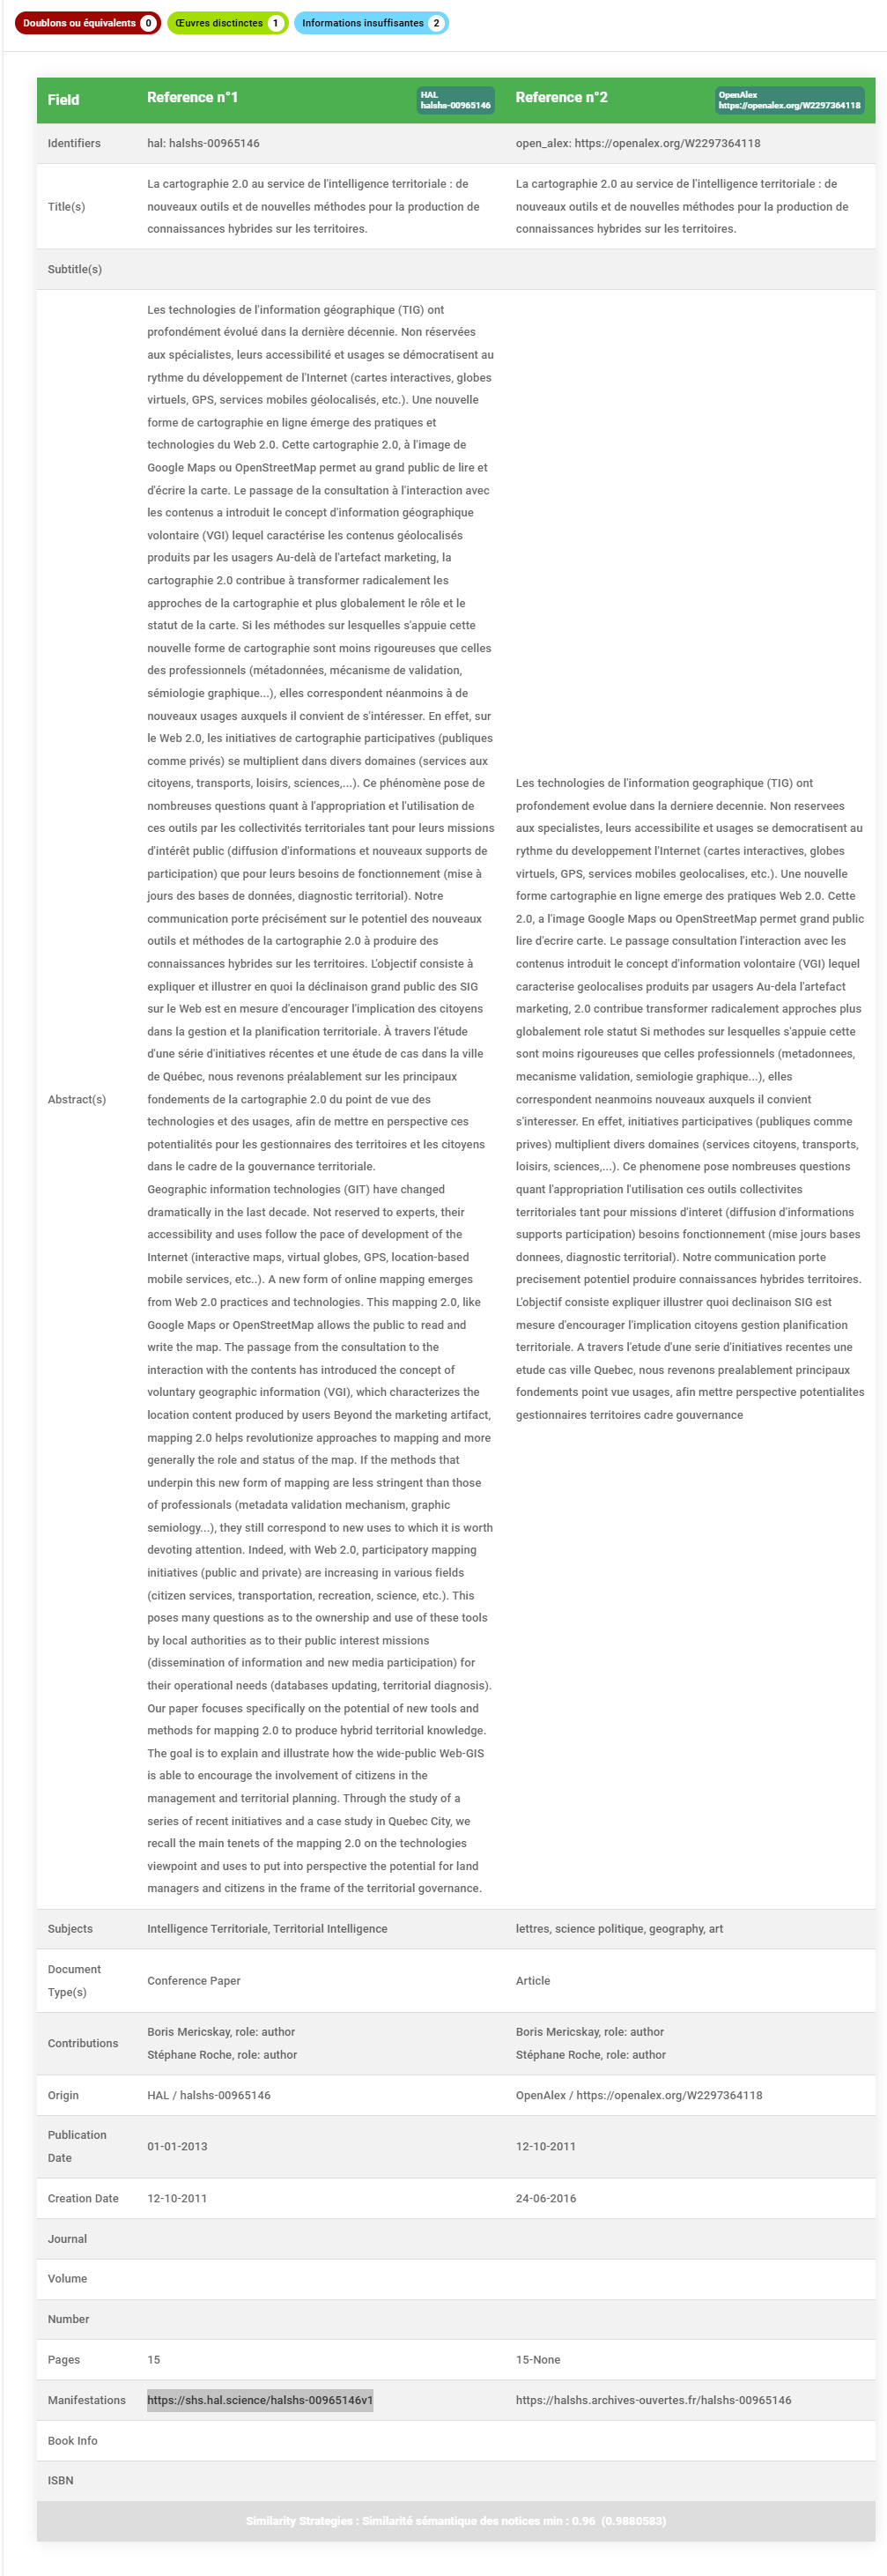 Doublons ou équivalents 0 Œuvres disctinctes 1 Informations insuffisantes 2
Field Reference n°1 HAL halshs-00965146 Reference n°2 OpenAlex https://openalex.org/W2297364118
Identifiers hal: halshs-00965146 open_alex: https://openalex.org/W2297364118
Title(s)
La cartographie 2.0 au service de l'intelligence territoriale : de
nouveaux outils et de nouvelles méthodes pour la production de
connaissances hybrides sur les territoires.
La cartographie 2.0 au service de l'intelligence territoriale : de
nouveaux outils et de nouvelles méthodes pour la production de
connaissances hybrides sur les territoires.
Subtitle(s)
Abstract(s)
Les technologies de l'information géographique (TIG) ont
profondément évolué dans la dernière décennie. Non réservées
aux spécialistes, leurs accessibilité et usages se démocratisent au
rythme du développement de l'Internet (cartes interactives, globes
virtuels, GPS, services mobiles géolocalisés, etc.). Une nouvelle
forme de cartographie en ligne émerge des pratiques et
technologies du Web 2.0. Cette cartographie 2.0, à l'image de
Google Maps ou OpenStreetMap permet au grand public de lire et
d'écrire la carte. Le passage de la consultation à l'interaction avec
les contenus a introduit le concept d'information géographique
volontaire (VGI) lequel caractérise les contenus géolocalisés
produits par les usagers Au-delà de l'artefact marketing, la
cartographie 2.0 contribue à transformer radicalement les
approches de la cartographie et plus globalement le rôle et le
statut de la carte. Si les méthodes sur lesquelles s'appuie cette
nouvelle forme de cartographie sont moins rigoureuses que celles
des professionnels (métadonnées, mécanisme de validation,
sémiologie graphique...), elles correspondent néanmoins à de
nouveaux usages auxquels il convient de s'intéresser. En effet, sur
le Web 2.0, les initiatives de cartographie participatives (publiques
comme privés) se multiplient dans divers domaines (services aux
citoyens, transports, loisirs, sciences,...). Ce phénomène pose de
nombreuses questions quant à l'appropriation et l'utilisation de
ces outils par les collectivités territoriales tant pour leurs missions
d'intérêt public (diffusion d'informations et nouveaux supports de
participation) que pour leurs besoins de fonctionnement (mise à
jours des bases de données, diagnostic territorial). Notre
communication porte précisément sur le potentiel des nouveaux
outils et méthodes de la cartographie 2.0 à produire des
connaissances hybrides sur les territoires. L'objectif consiste à
expliquer et illustrer en quoi la déclinaison grand public des SIG
sur le Web est en mesure d'encourager l'implication des citoyens
dans la gestion et la planification territoriale. À travers l'étude
d'une série d'initiatives récentes et une étude de cas dans la ville
de Québec, nous revenons préalablement sur les principaux
fondements de la cartographie 2.0 du point de vue des
technologies et des usages, afin de mettre en perspective ces
potentialités pour les gestionnaires des territoires et les citoyens
dans le cadre de la gouvernance territoriale.
Geographic information technologies (GIT) have changed
dramatically in the last decade. Not reserved to experts, their
accessibility and uses follow the pace of development of the
Internet (interactive maps, virtual globes, GPS, location-based
mobile services, etc..). A new form of online mapping emerges
from Web 2.0 practices and technologies. This mapping 2.0, like
Google Maps or OpenStreetMap allows the public to read and
write the map. The passage from the consultation to the
interaction with the contents has introduced the concept of
voluntary geographic information (VGI), which characterizes the
location content produced by users Beyond the marketing artifact,
mapping 2.0 helps revolutionize approaches to mapping and more
generally the role and status of the map. If the methods that
underpin this new form of mapping are less stringent than those
of professionals (metadata validation mechanism, graphic
semiology...), they still correspond to new uses to which it is worth
devoting attention. Indeed, with Web 2.0, participatory mapping
initiatives (public and private) are increasing in various fields
(citizen services, transportation, recreation, science, etc.). This
poses many questions as to the ownership and use of these tools
by local authorities as to their public interest missions
(dissemination of information and new media participation) for
their operational needs (databases updating, territorial diagnosis).
Our paper focuses specifically on the potential of new tools and
methods for mapping 2.0 to produce hybrid territorial knowledge.
The goal is to explain and illustrate how the wide-public Web-GIS
is able to encourage the involvement of citizens in the
management and territorial planning. Through the study of a
series of recent initiatives and a case study in Quebec City, we
recall the main tenets of the mapping 2.0 on the technologies
viewpoint and uses to put into perspective the potential for land
managers and citizens in the frame of the territorial governance.
Les technologies de l'information geographique (TIG) ont
profondement evolue dans la derniere decennie. Non reservees
aux specialistes, leurs accessibilite et usages se democratisent au
rythme du developpement l'Internet (cartes interactives, globes
virtuels, GPS, services mobiles geolocalises, etc.). Une nouvelle
forme cartographie en ligne emerge des pratiques Web 2.0. Cette
2.0, a l'image Google Maps ou OpenStreetMap permet grand public
lire d'ecrire carte. Le passage consultation l'interaction avec les
contenus introduit le concept d'information volontaire (VGI) lequel
caracterise geolocalises produits par usagers Au-dela l'artefact
marketing, 2.0 contribue transformer radicalement approches plus
globalement role statut Si methodes sur lesquelles s'appuie cette
sont moins rigoureuses que celles professionnels (metadonnees,
mecanisme validation, semiologie graphique...), elles
correspondent neanmoins nouveaux auxquels il convient
s'interesser. En effet, initiatives participatives (publiques comme
prives) multiplient divers domaines (services citoyens, transports,
loisirs, sciences,...). Ce phenomene pose nombreuses questions
quant l'appropriation l'utilisation ces outils collectivites
territoriales tant pour missions d'interet (diffusion d'informations
supports participation) besoins fonctionnement (mise jours bases
donnees, diagnostic territorial). Notre communication porte
precisement potentiel produire connaissances hybrides territoires.
L'objectif consiste expliquer illustrer quoi declinaison SIG est
mesure d'encourager l'implication citoyens gestion planification
territoriale. A travers l'etude d'une serie d'initiatives recentes une
etude cas ville Quebec, nous revenons prealablement principaux
fondements point vue usages, afin mettre perspective potentialites
gestionnaires territoires cadre gouvernance
Subjects Intelligence Territoriale, Territorial Intelligence lettres, science politique, geography, art
Document
Type(s)
Conference Paper Article
Contributions
Boris Mericskay, role: author
Stéphane Roche, role: author
Boris Mericskay, role: author
Stéphane Roche, role: author
Origin HAL / halshs-00965146 OpenAlex / https://openalex.org/W2297364118
Publication
Date
01-01-2013 12-10-2011
Creation Date 12-10-2011 24-06-2016
Journal
Volume
Number
Pages 15 15-None
Manifestations https://shs.hal.science/halshs-00965146v1 https://halshs.archives-ouvertes.fr/halshs-00965146
Book Info
ISBN
Similarity Strategies : Similarité sémantique des notices min : 0.96 (0.9880583)